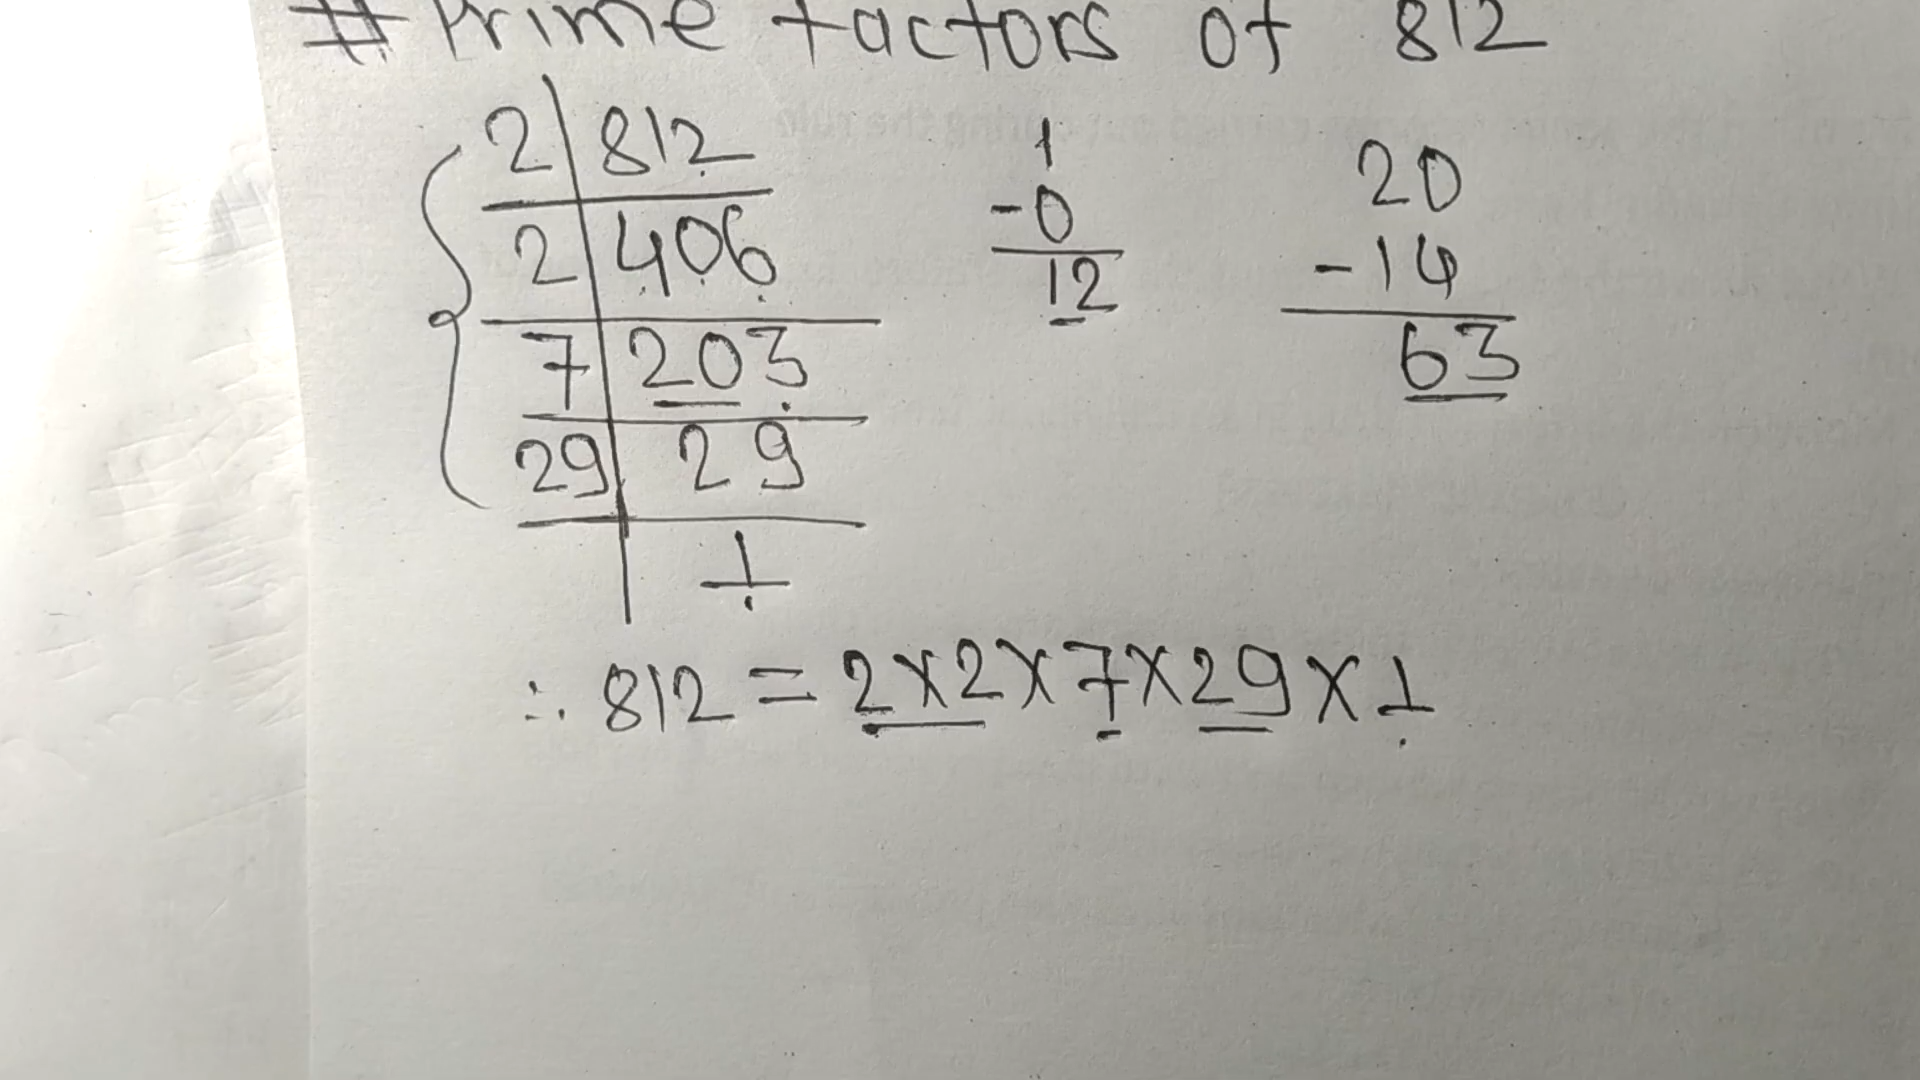 # Prime factors of 812
2 | 812
2 | 406
7 | 203
29 | 29
1
1
-0
12
20
-14
63
∴ 812 = 2×2×7×29×1